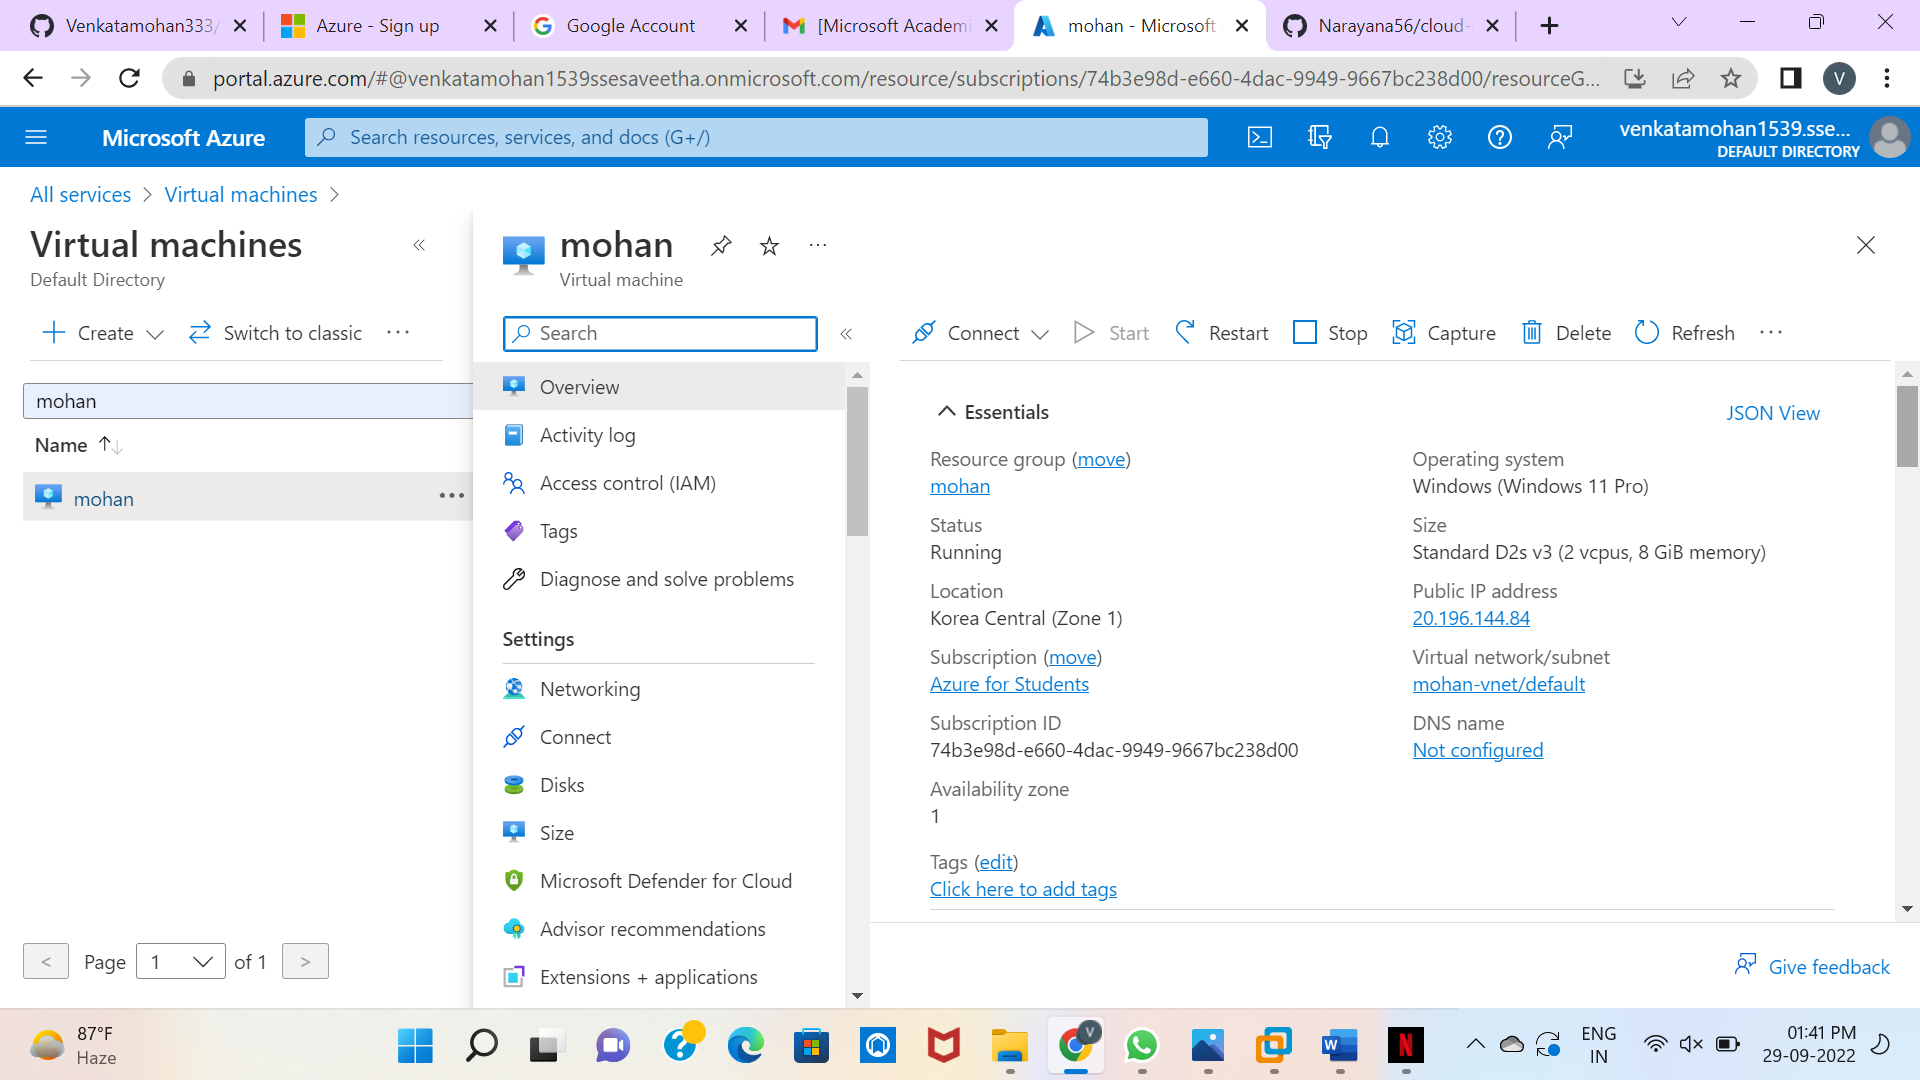 Venkatamohan333/
Azure - Sign up
Google Account
[Microsoft Academi
mohan - Microsoft
Narayana56/cloud-
portal.azure.com/#@venkatamohan1539ssesaveetha.onmicrosoft.com/resource/subscriptions/74b3e98d-e660-4dac-9949-9667bc238d00/resourceG...
V
Microsoft Azure
Search resources, services, and docs (G+/)
venkatamohan1539.sse...
DEFAULT DIRECTORY
All services > Virtual machines >
Virtual machines
Default Directory
Create
Switch to classic
mohan
Name
mohan
< Page 1 of 1 >
mohan
Virtual machine
Search
Overview
Activity log
Access control (IAM)
Tags
Diagnose and solve problems
Settings
Networking
Connect
Disks
Size
Microsoft Defender for Cloud
Advisor recommendations
Extensions + applications
Connect
Start
Restart
Stop
Capture
Delete
Refresh
Essentials
JSON View
Resource group (move)
mohan
Status
Running
Location
Korea Central (Zone 1)
Subscription (move)
Azure for Students
Subscription ID
74b3e98d-e660-4dac-9949-9667bc238d00
Availability zone
1
Tags (edit)
Click here to add tags
Operating system
Windows (Windows 11 Pro)
Size
Standard D2s v3 (2 vcpus, 8 GiB memory)
Public IP address
20.196.144.84
Virtual network/subnet
mohan-vnet/default
DNS name
Not configured
Give feedback
87°F
Haze
V
W
N
ENG
IN
01:41 PM
29-09-2022